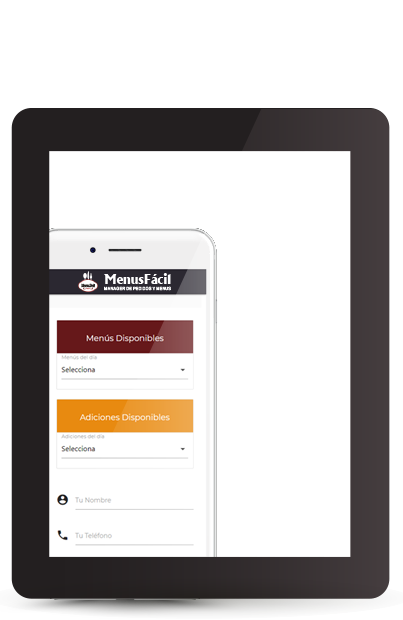 MenusFácil
MANAGER DE PEDIDOS Y MENUS
Menús Disponibles
Menus del día
Selecciona
Adiciones Disponibles
Adiciones del día
Selecciona
Tu Nombre
Tu Teléfono